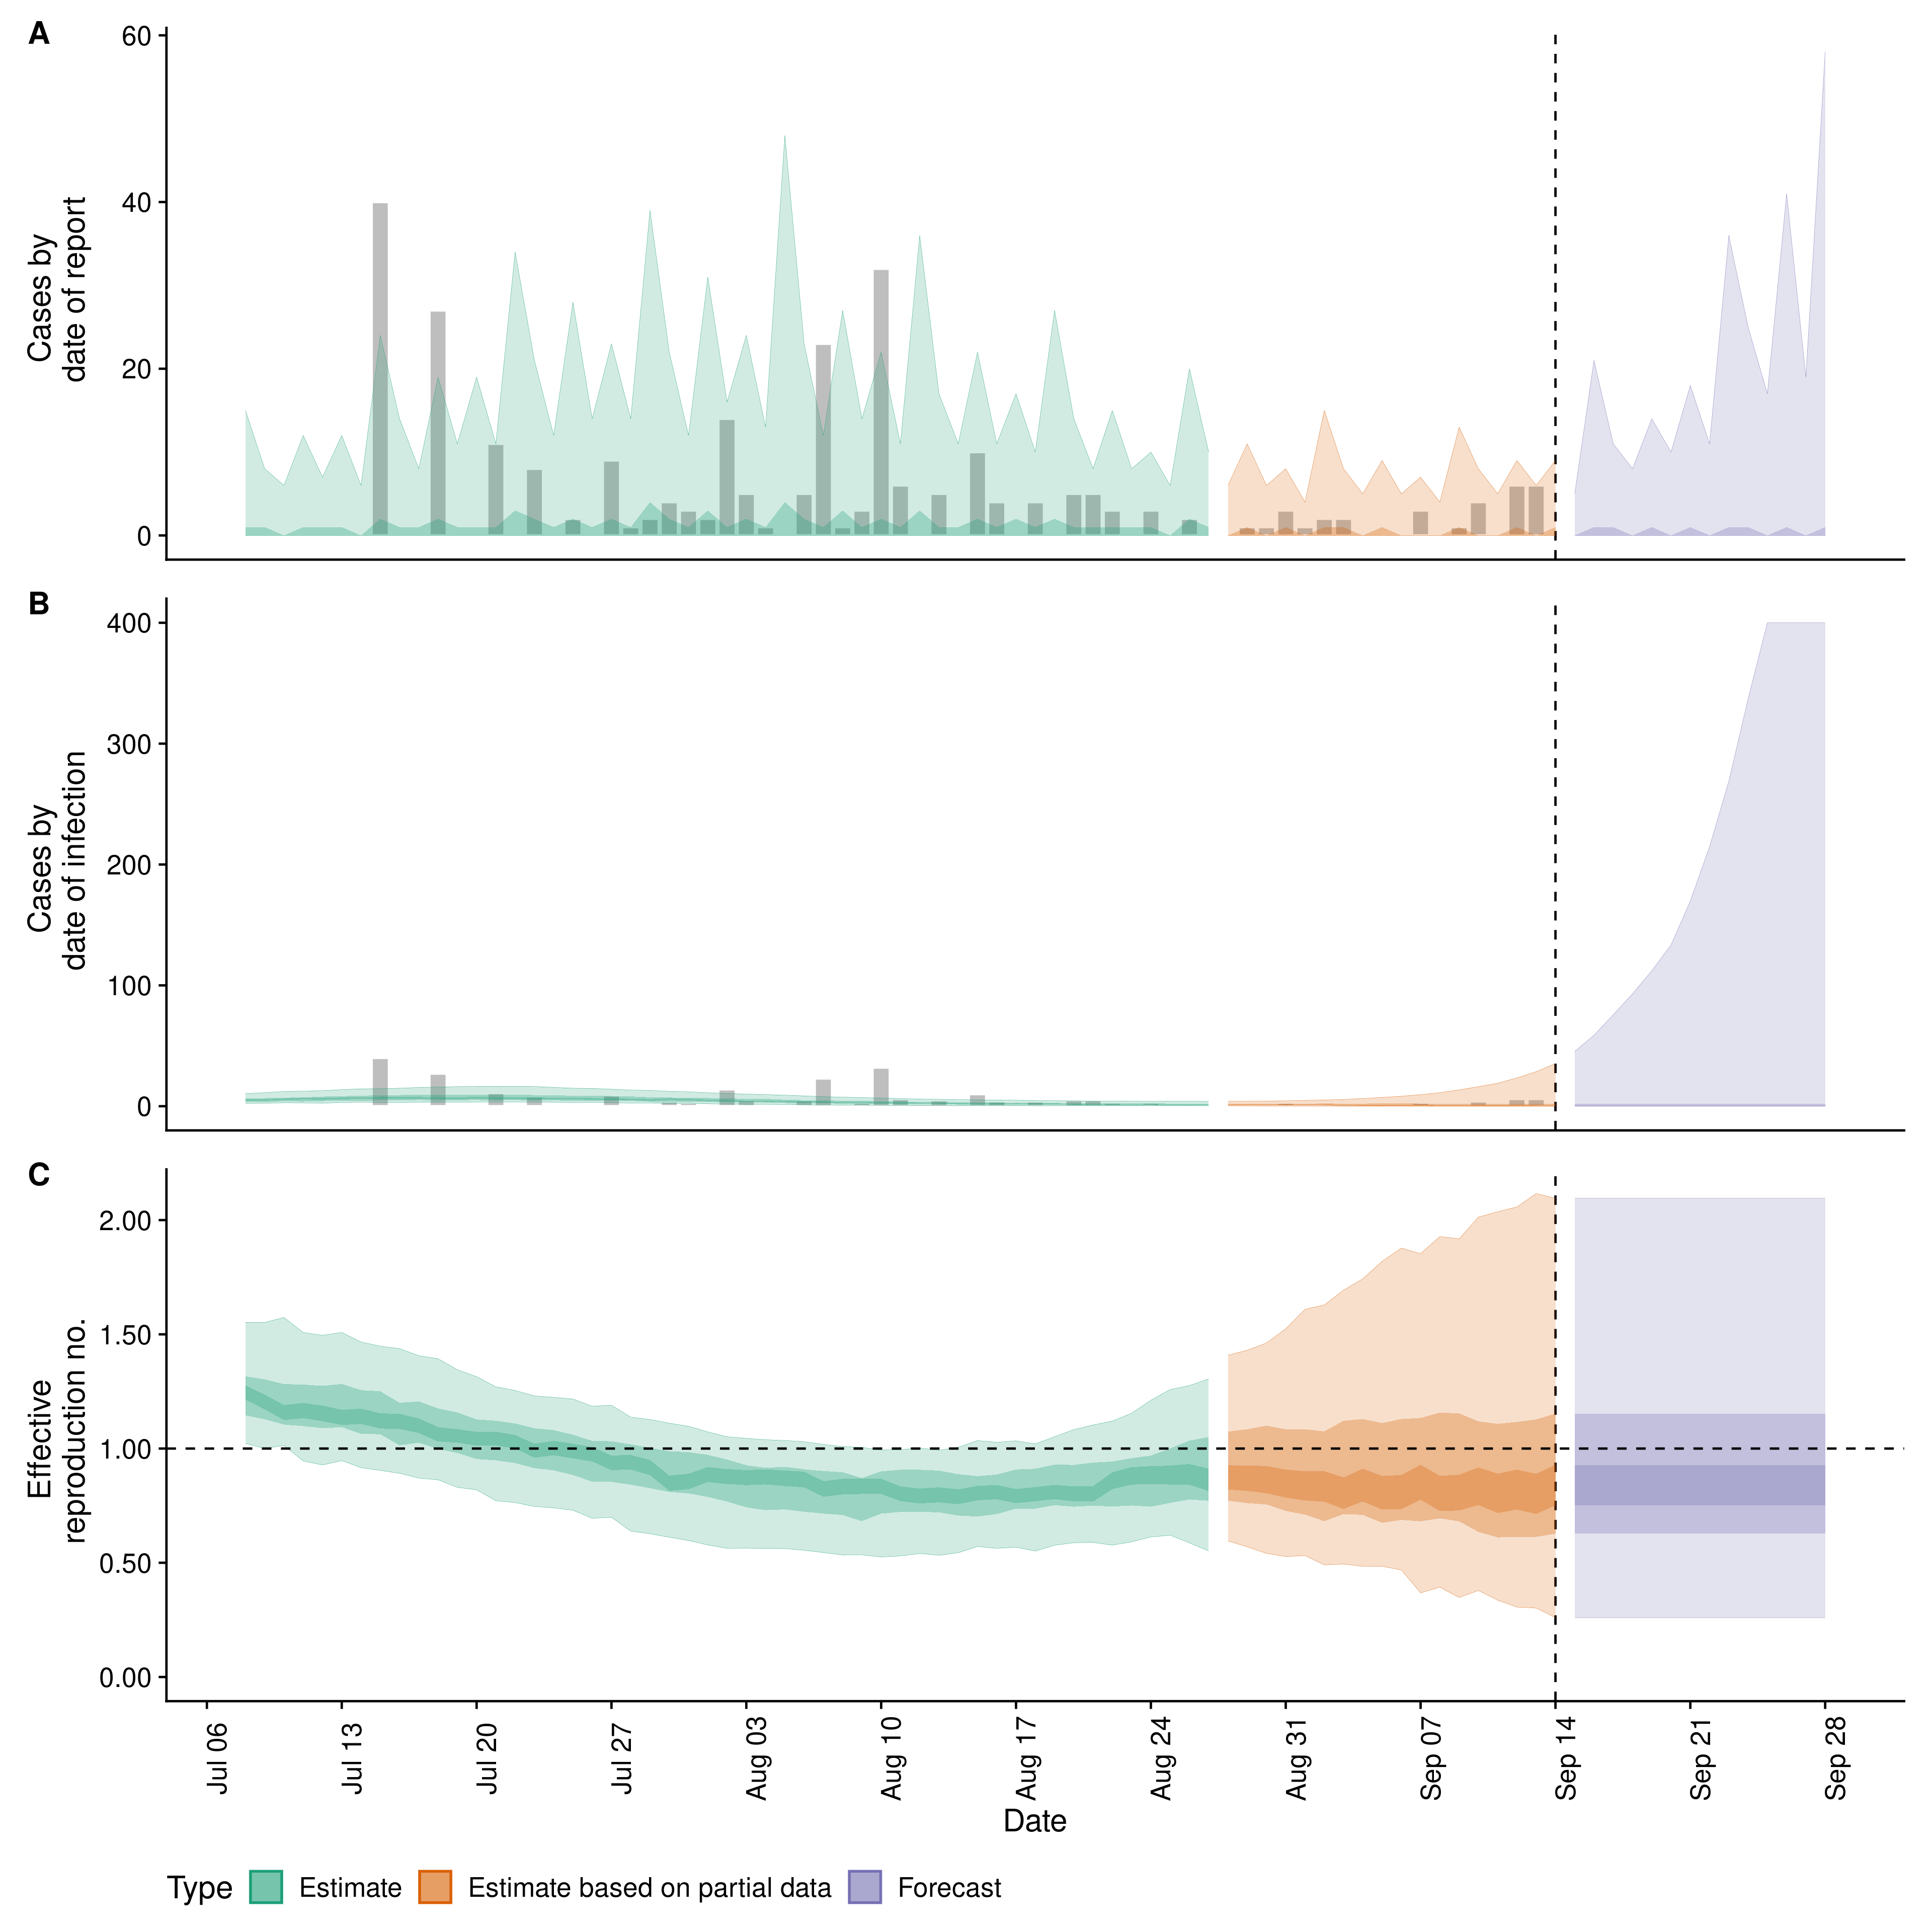 A
Cases by
date of report
60
40
20
0
B
Cases by
date of infection
400
300
200
100
0
C
Effective
reproduction no.
2.00
1.50
1.00
0.50
0.00
Jul 06
Jul 13
Jul 20
Jul 27
Aug 03
Aug 10
Aug 17
Aug 24
Aug 31
Sep 07
Sep 14
Sep 21
Sep 28
Date
Type Estimate Estimate based on partial data Forecast